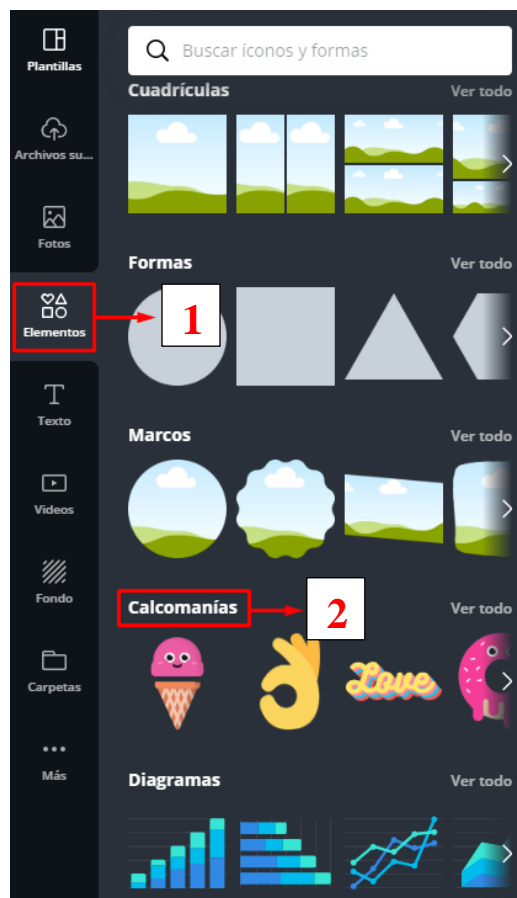 Plantillas
Archivos su...
Fotos
Elementos
Texto
Videos
Fondo
Carpetas
Más
Buscar íconos y formas
Cuadrículas Ver todo
Formas Ver todo
1
Marcos Ver todo
Calcomanías Ver todo
2
Love
Diagramas Ver todo